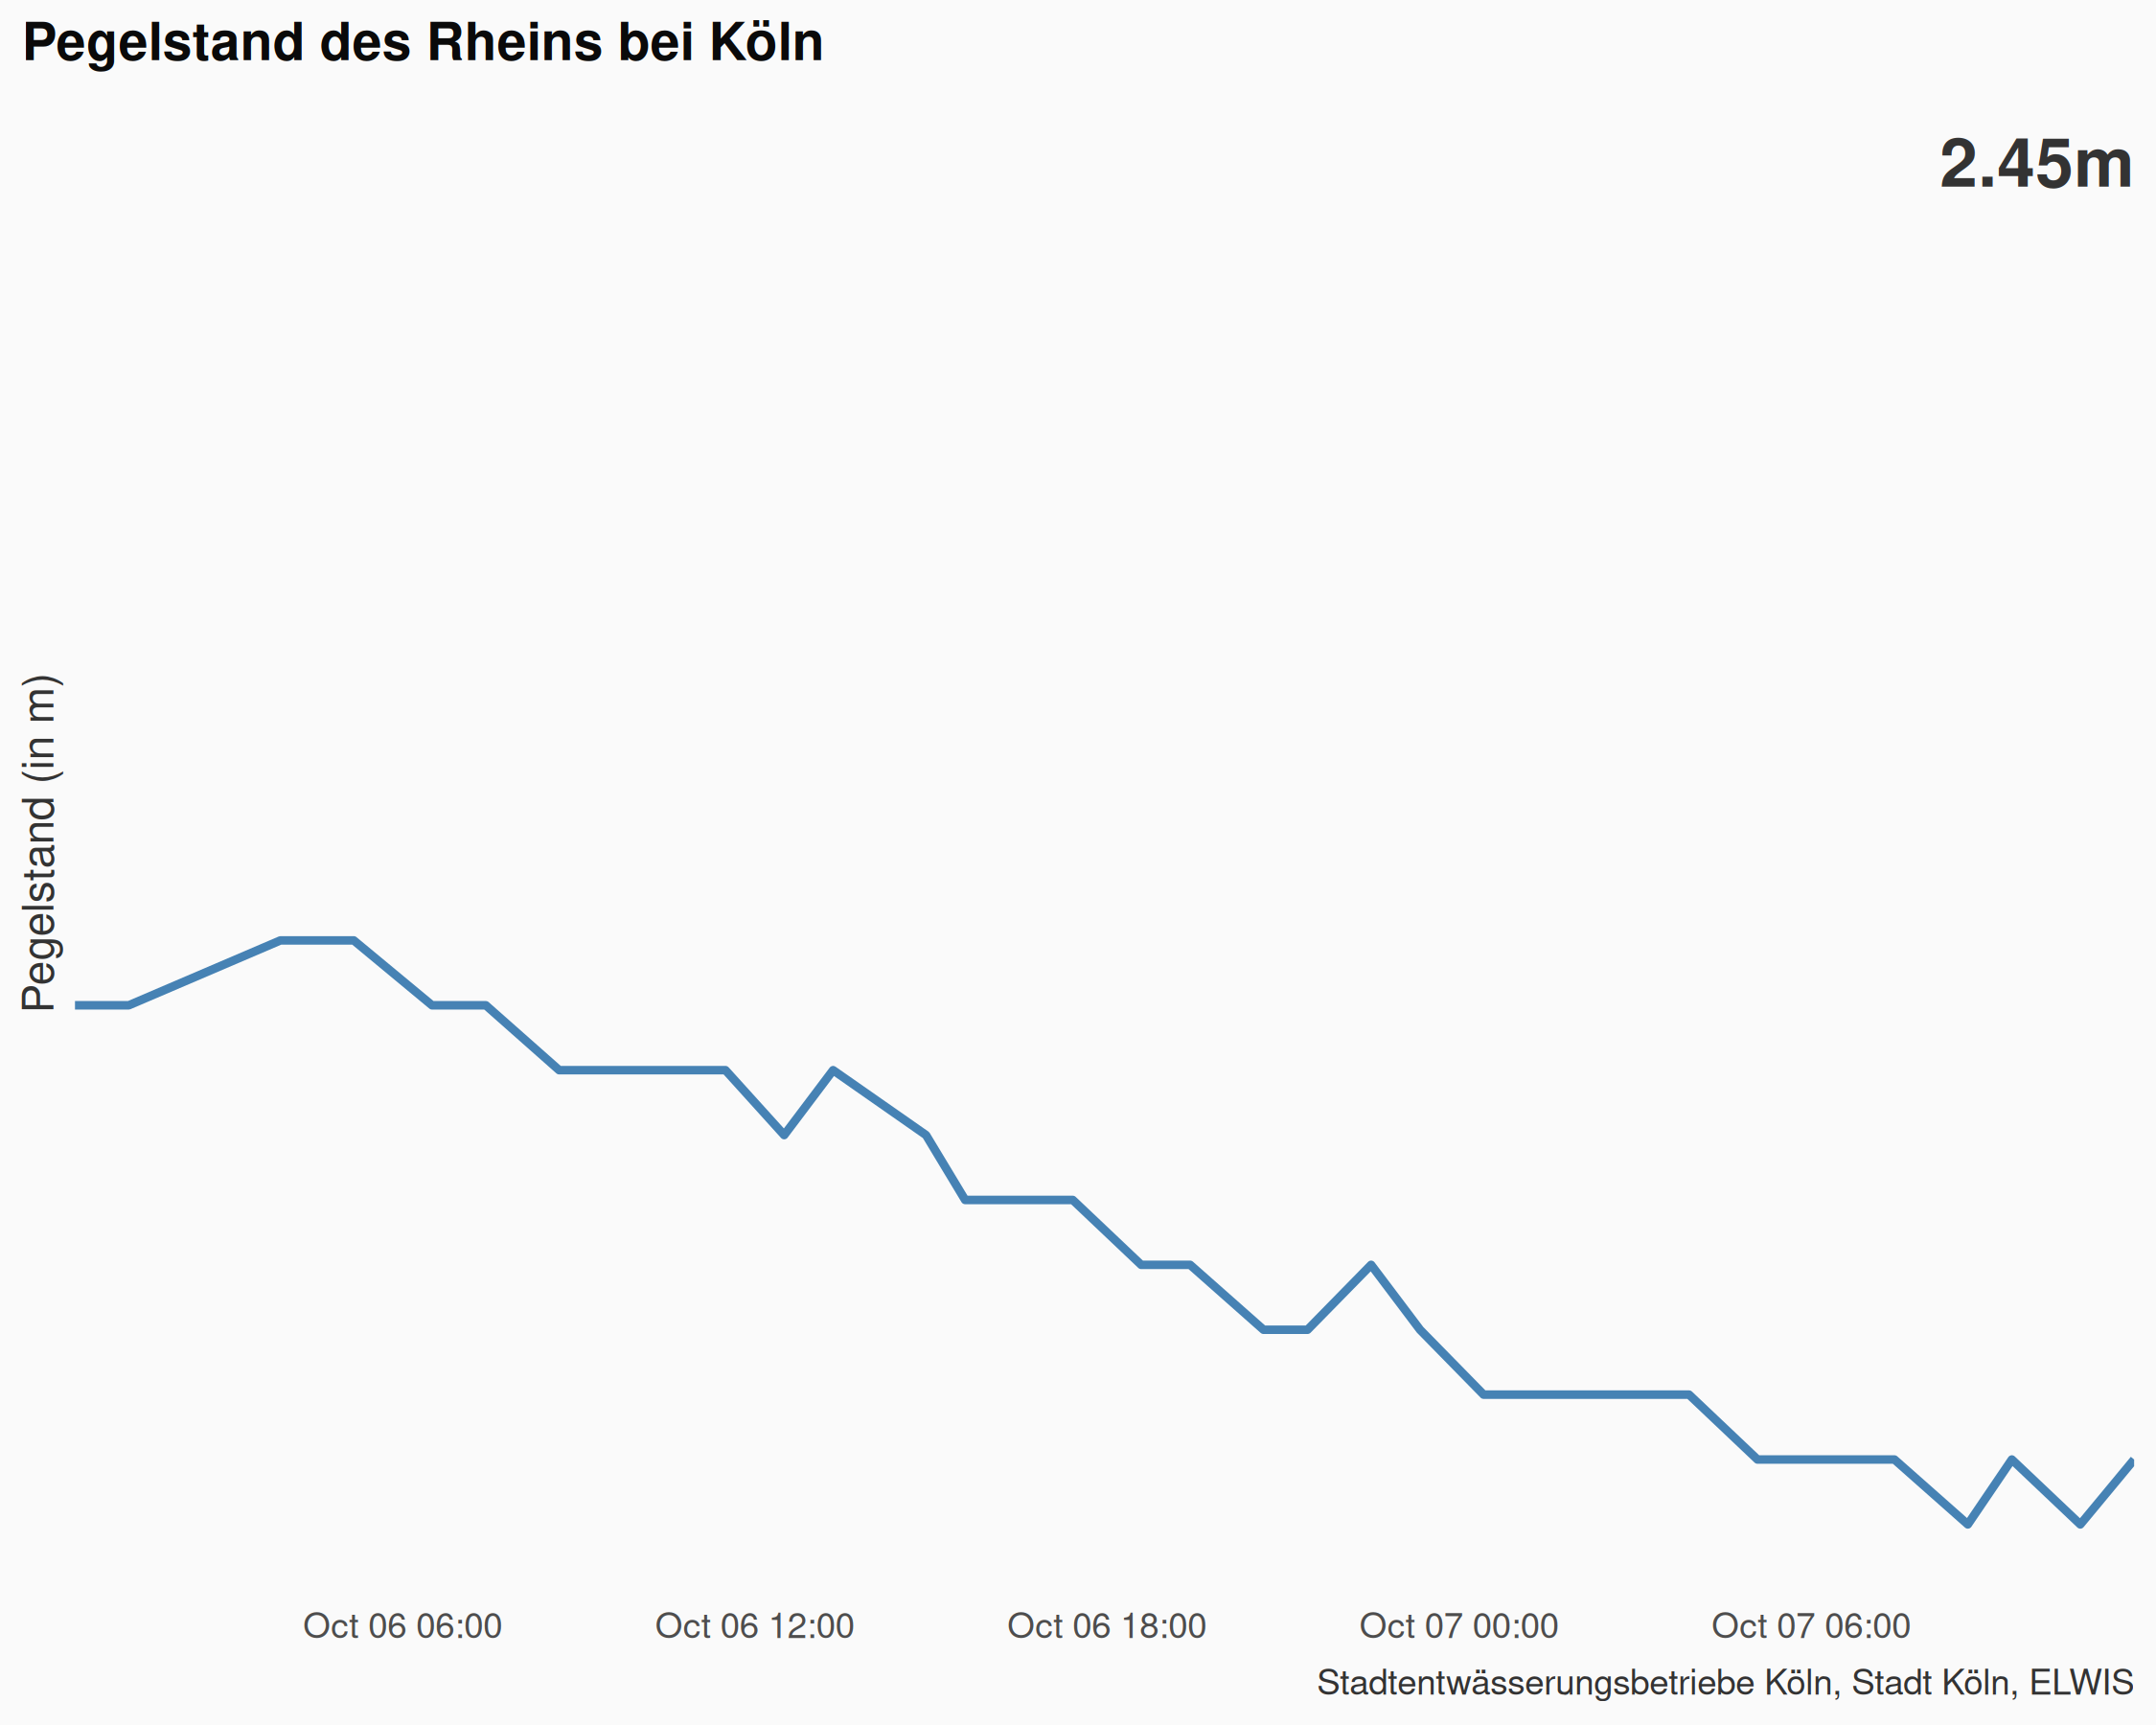 Pegelstand des Rheins bei Köln
2.45m
Pegelstand (in m)
Oct 06 06:00 Oct 06 12:00 Oct 06 18:00 Oct 07 00:00 Oct 07 06:00
Stadtentwässerungsbetriebe Köln, Stadt Köln, ELWIS